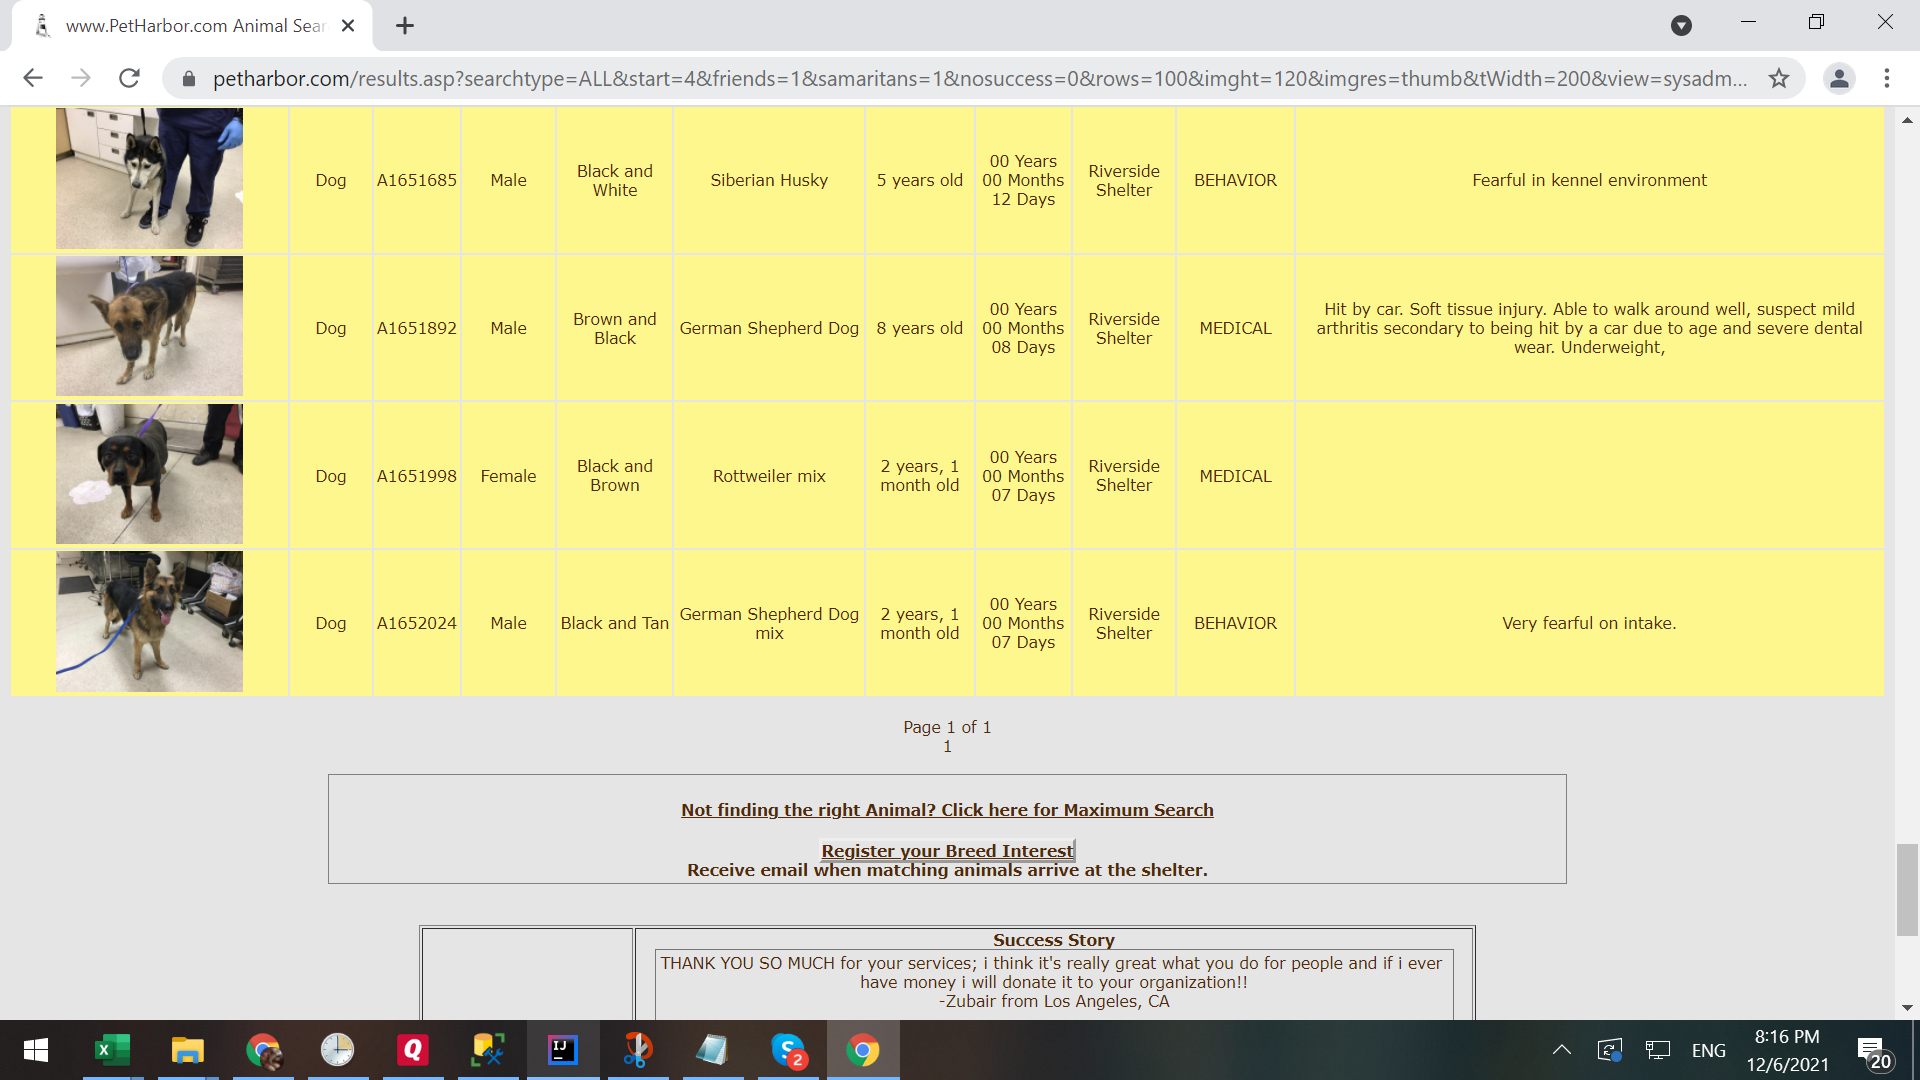 www.PetHarbor.com Animal Sear
petharbor.com/results.asp?searchtype=ALL&start=4&friends=1&samaritans=1&nosuccess=0&rows=100&imght=120&imgres=thumb&tWidth=200&view=sysadm...
Dog A1651685 Male Black and White Siberian Husky 5 years old 00 Years 00 Months 12 Days Riverside Shelter BEHAVIOR Fearful in kennel environment
Dog A1651892 Male Brown and Black German Shepherd Dog 8 years old 00 Years 00 Months 08 Days Riverside Shelter MEDICAL Hit by car. Soft tissue injury. Able to walk around well, suspect mild arthritis secondary to being hit by a car due to age and severe dental wear. Underweight,
Dog A1651998 Female Black and Brown Rottweiler mix 2 years, 1 month old 00 Years 00 Months 07 Days Riverside Shelter MEDICAL
Dog A1652024 Male Black and Tan German Shepherd Dog mix 2 years, 1 month old 00 Years 00 Months 07 Days Riverside Shelter BEHAVIOR Very fearful on intake.
Page 1 of 1
1
Not finding the right Animal? Click here for Maximum Search
Register your Breed Interest
Receive email when matching animals arrive at the shelter.
Success Story
THANK YOU SO MUCH for your services; i think it's really great what you do for people and if i ever
have money i will donate it to your organization!!
-Zubair from Los Angeles, CA
X
Q
IJ
S
2
ENG
8:16 PM
12/6/2021
20